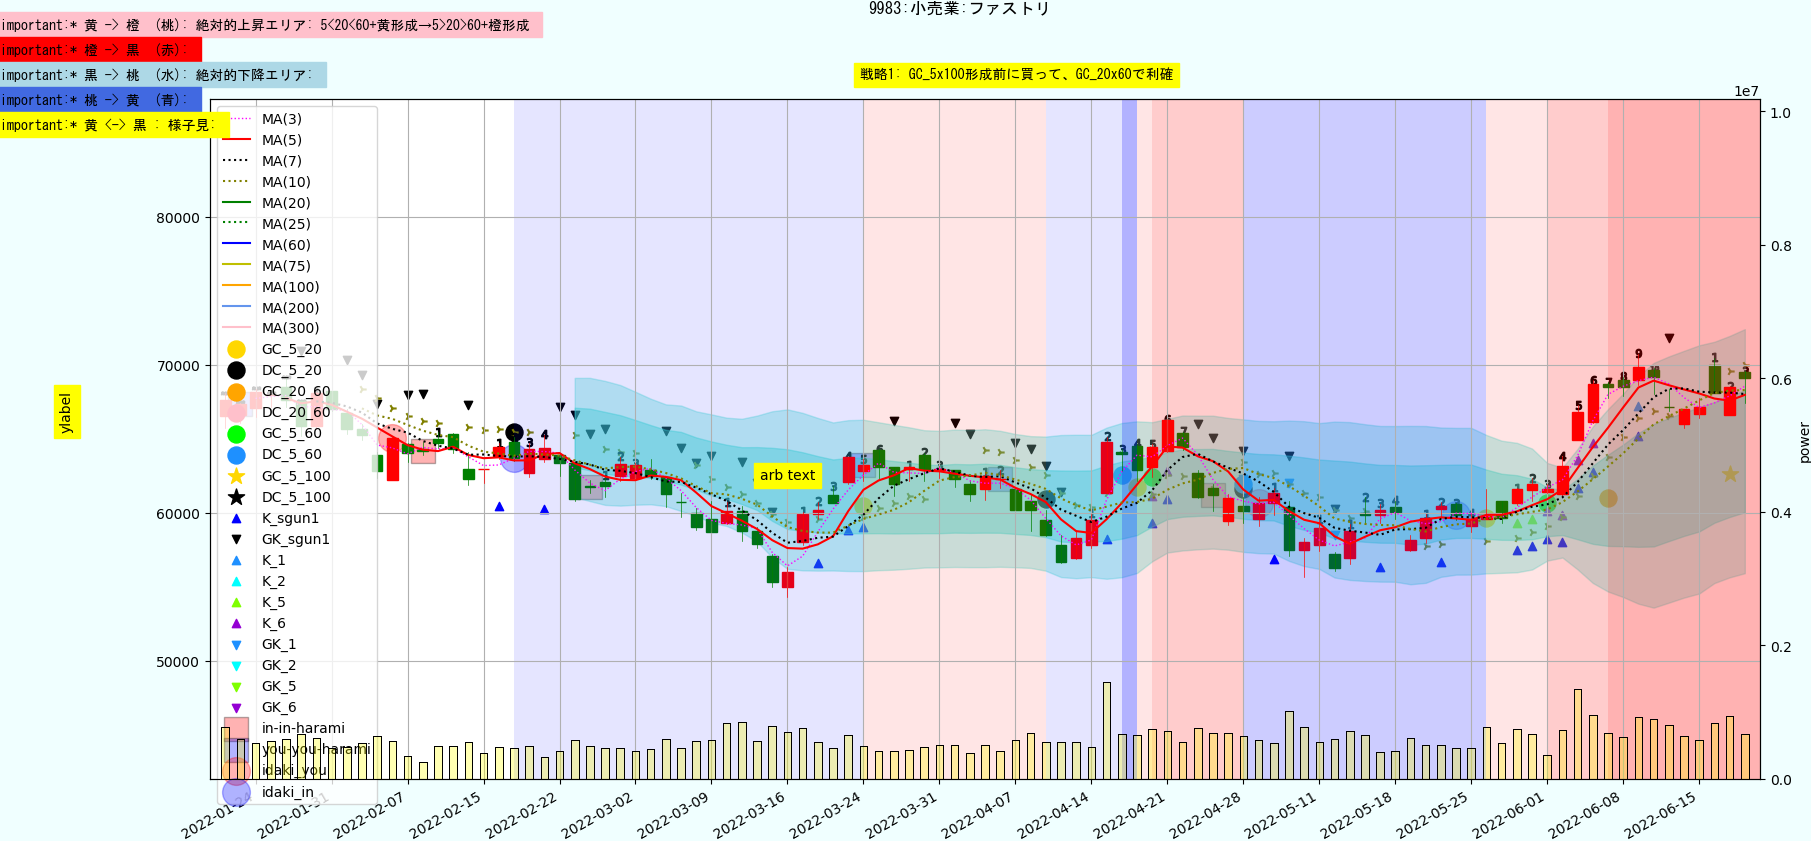 9983:小売業:ファストリ
important:* 黄 -> 橙 (桃): 絶対的上昇エリア: 5<20<60+黄形成→5>20>60+橙形成
important:* 橙 -> 黒 (赤):
important:* 黒 -> 桃 (水): 絶対的下降エリア:
戦略1: GC_5x100形成前に買って、GC_20x60で利確
important:* 桃 -> 黄 (青):
important:* 黄 <-> 黒 : 様子見:
1e7
MA(3)
MA(5)
MA(7)
MA(10)
MA(20)
MA(25)
MA(60)
MA(75)
MA(100)
MA(200)
MA(300)
GC_5_20
DC_5_20
GC_20_60
DC_20_60
GC_5_60
DC_5_60
GC_5_100
DC_5_100
K_sgun1
GK_sgun1
K_1
K_2
K_5
K_6
GK_1
GK_2
GK_5
GK_6
in-in-harami
you-you-harami
idaki_you
idaki_in
80000
70000
60000
50000
ylabel
arb text
1.0
0.8
0.6
0.4
0.2
0.0
power
2022-01-24
2022-01-31
2022-02-07
2022-02-15
2022-02-22
2022-03-02
2022-03-09
2022-03-16
2022-03-24
2022-03-31
2022-04-07
2022-04-14
2022-04-21
2022-04-28
2022-05-11
2022-05-18
2022-05-25
2022-06-01
2022-06-08
2022-06-15